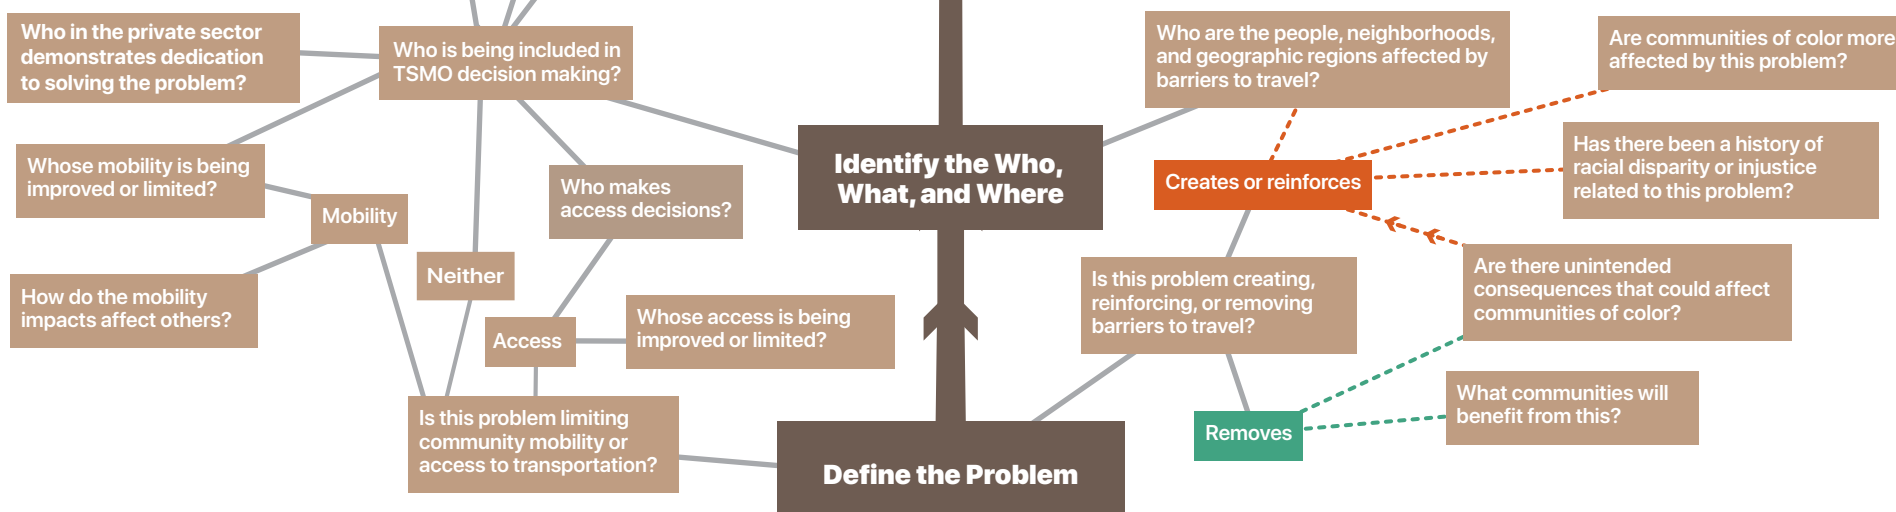 Who in the private sector
demonstrates dedication
to solving the problem?
Who is being included in
TSMO decision making?
Who are the people, neighborhoods,
and geographic regions affected by
barriers to travel?
Are communities of color more
affected by this problem?
Identify the Who,
What, and Where
Whose mobility is being
improved or limited?
Mobility
Who makes
access decisions?
Creates or reinforces
Has there been a history of
racial disparity or injustice
related to this problem?
Neither
How do the mobility
impacts affect others?
Access
Whose access is being
improved or limited?
Is this problem creating,
reinforcing, or removing
barriers to travel?
Are there unintended
consequences that could affect
communities of color?
Is this problem limiting
community mobility or
access to transportation?
Define the Problem
Removes
What communities will
benefit from this?